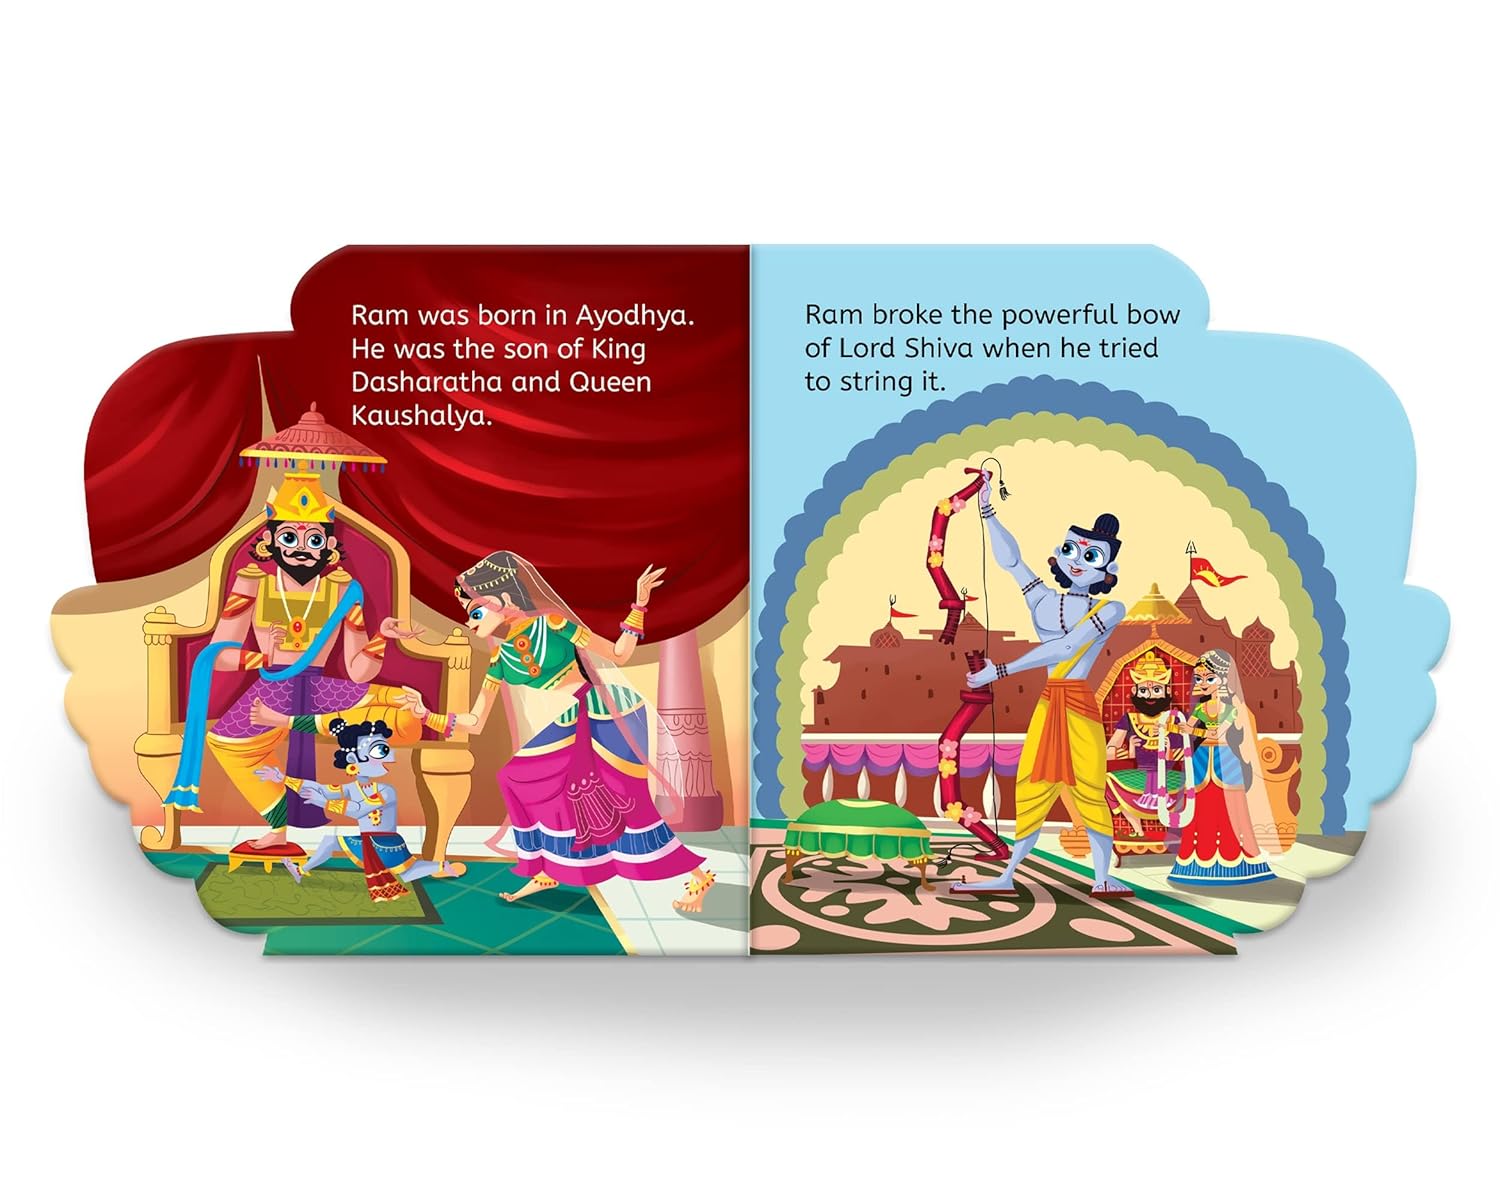 Ram was born in Ayodhya.
He was the son of King
Dasharatha and Queen
Kaushalya.
Ram broke the powerful bow
of Lord Shiva when he tried
to string it.